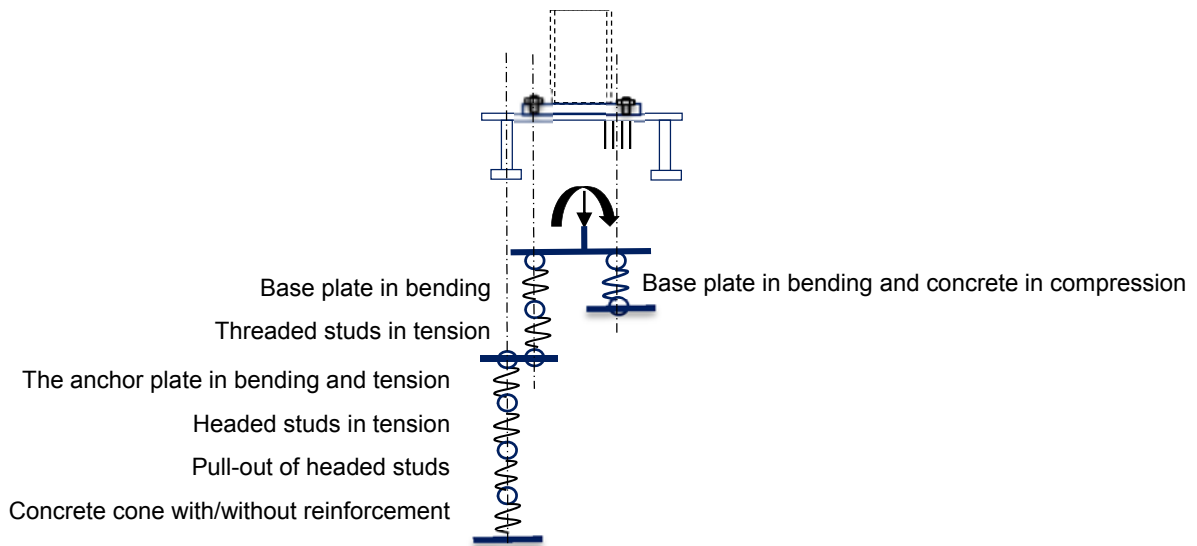 Base plate in bending
Base plate in bending and concrete in compression
Threaded studs in tension
The anchor plate in bending and tension
Headed studs in tension
Pull-out of headed studs
Concrete cone with/without reinforcement